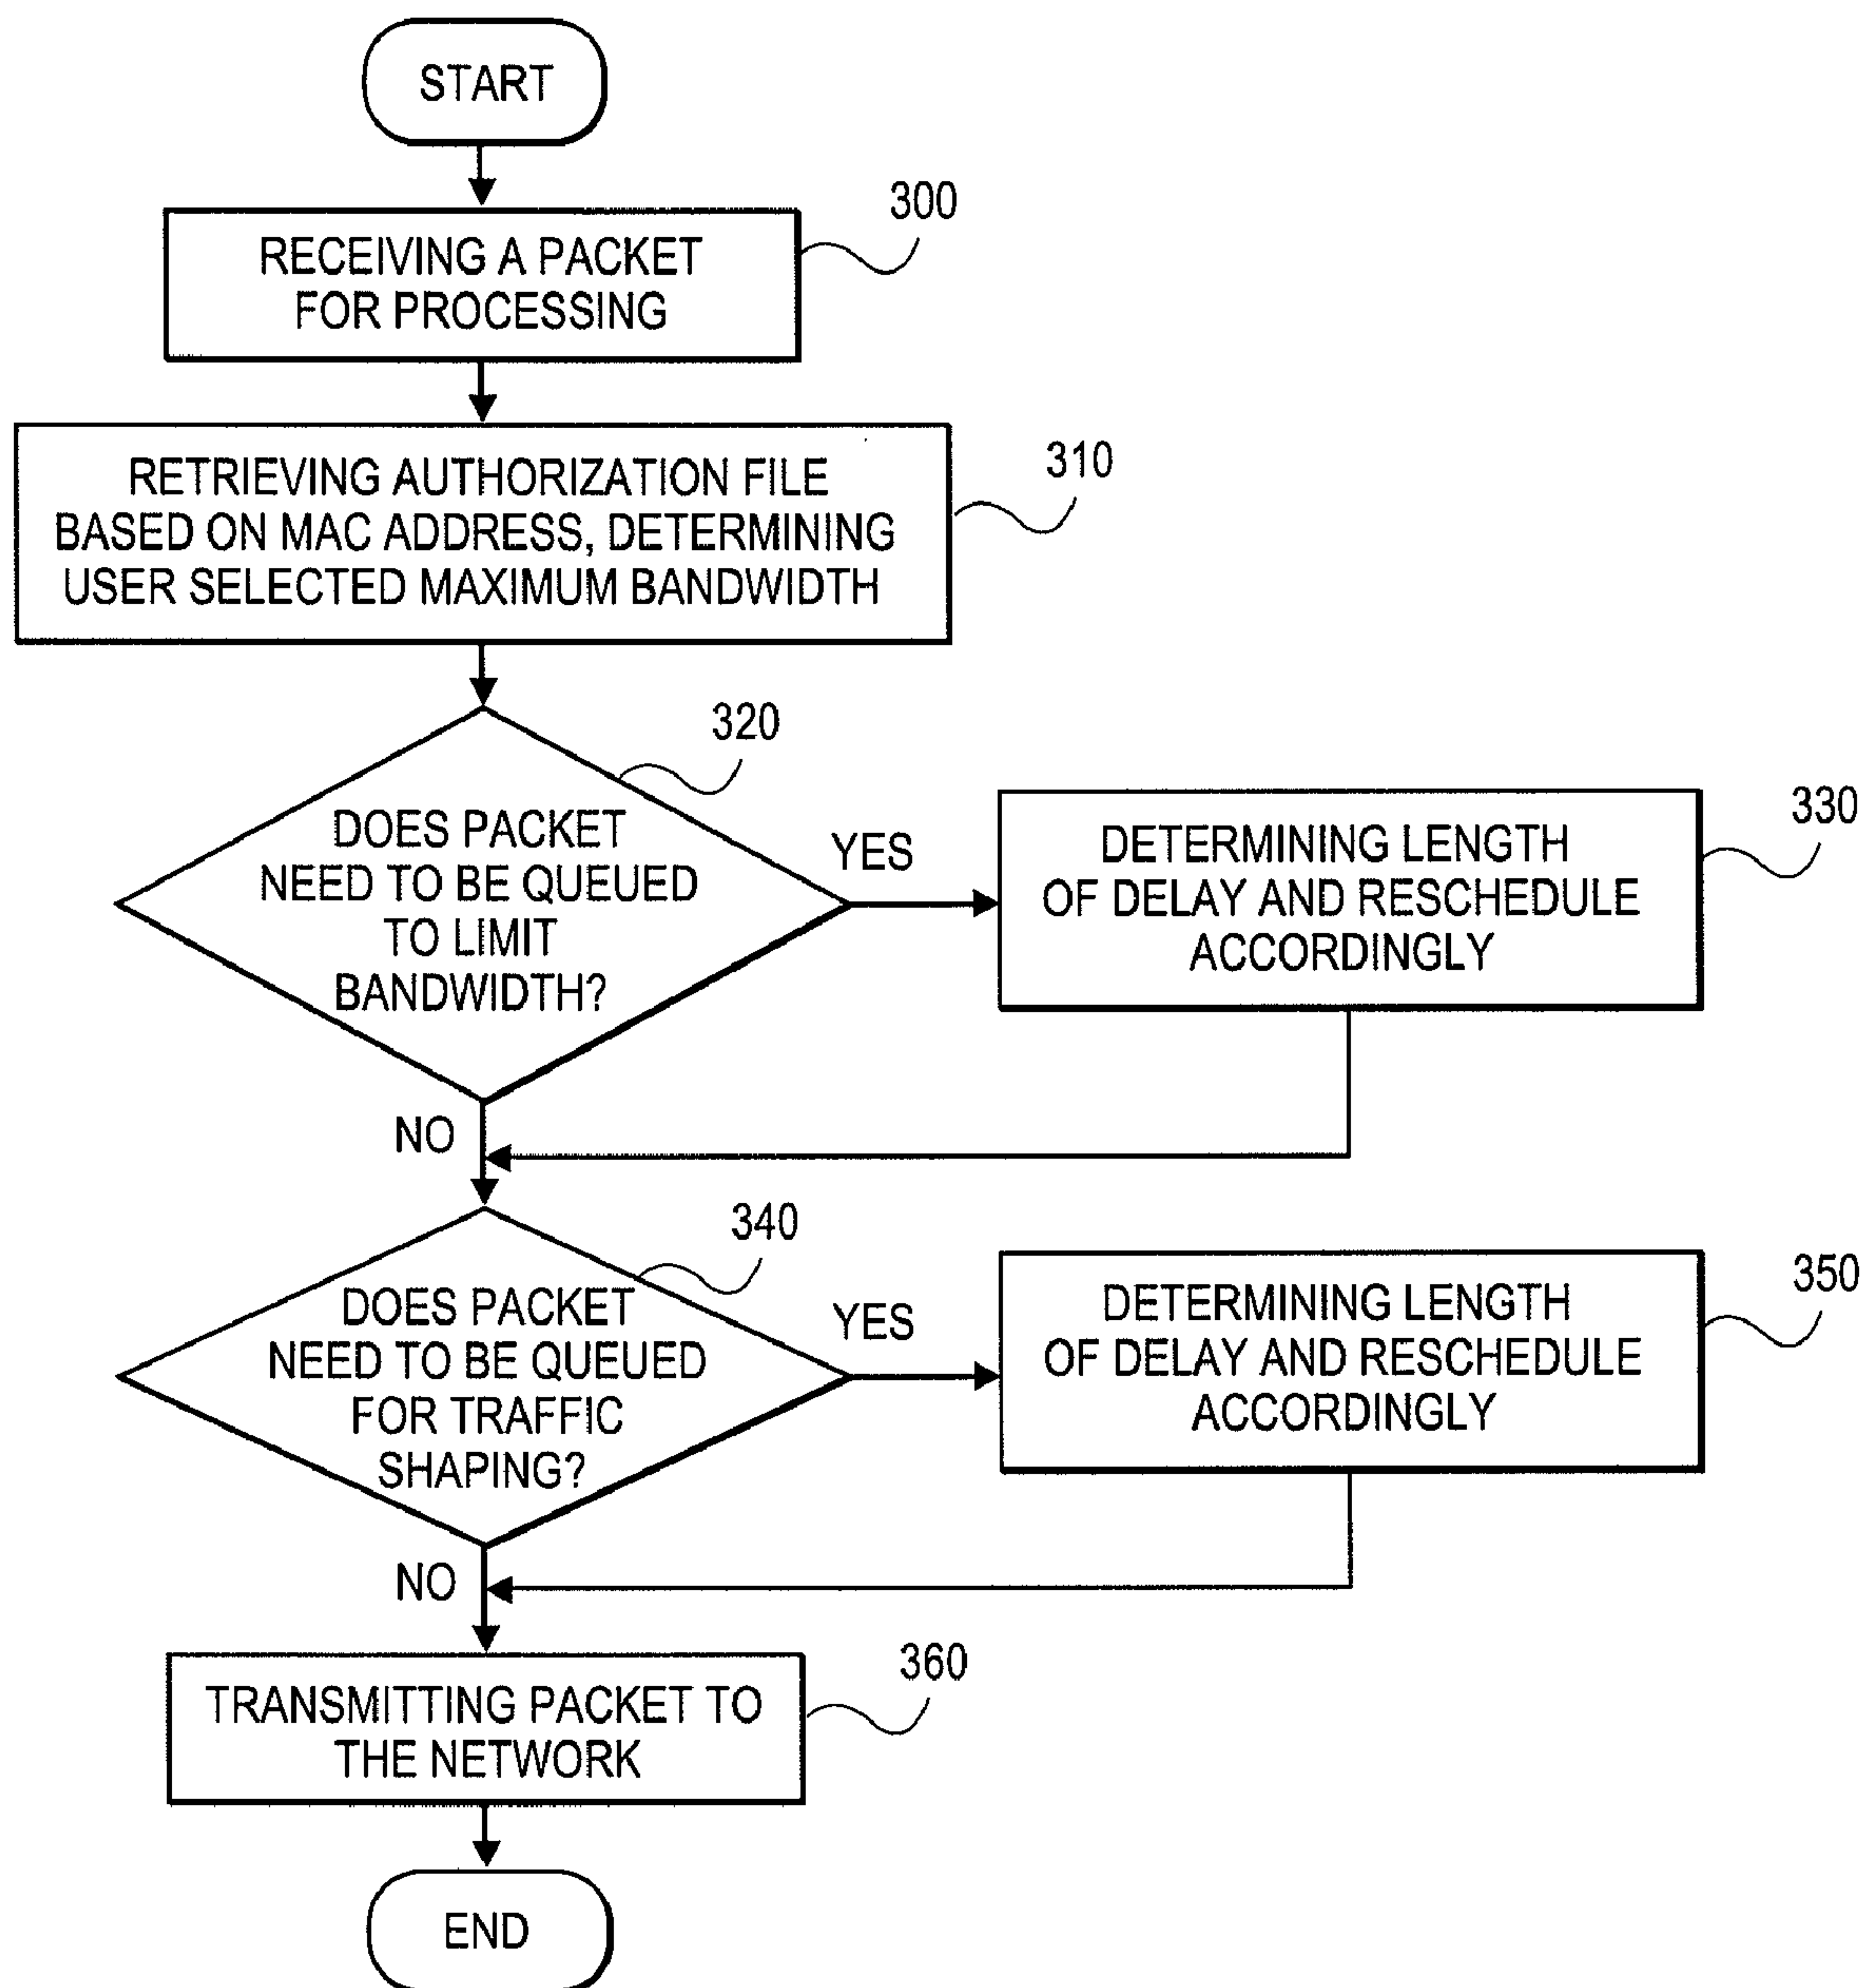 START
300
RECEIVING A PACKET
FOR PROCESSING
310
RETRIEVING AUTHORIZATION FILE
BASED ON MAC ADDRESS, DETERMINING
USER SELECTED MAXIMUM BANDWIDTH
320
DOES PACKET
NEED TO BE QUEUED
TO LIMIT
BANDWIDTH?
YES
330
DETERMINING LENGTH
OF DELAY AND RESCHEDULE
ACCORDINGLY
NO
340
DOES PACKET
NEED TO BE QUEUED
FOR TRAFFIC
SHAPING?
YES
350
DETERMINING LENGTH
OF DELAY AND RESCHEDULE
ACCORDINGLY
NO
360
TRANSMITTING PACKET TO
THE NETWORK
END